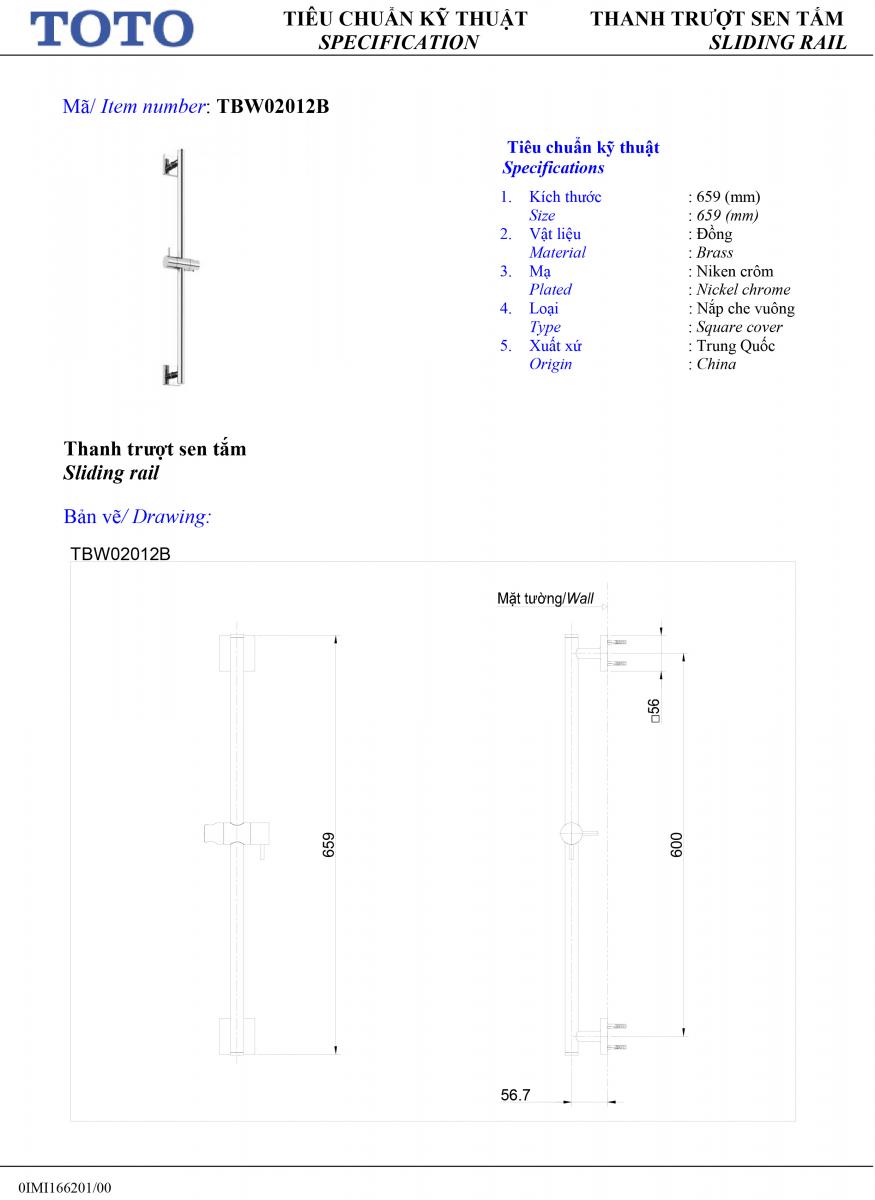 TOTO
TIÊU CHUẨN KỸ THUẬT
SPECIFICATION
THANH TRƯỢT SEN TẮM
SLIDING RAIL
Mã/ Item number: TBW02012B
Tiêu chuẩn kỹ thuật
Specifications
1. Kích thước : 659 (mm)
Size : 659 (mm)
2. Vật liệu : Đồng
Material : Brass
3. Mạ : Niken crôm
Plated : Nickel chrome
4. Loại : Nắp che vuông
Type : Square cover
5. Xuất xứ : Trung Quốc
Origin : China
Thanh trượt sen tắm
Sliding rail
Bản vẽ/ Drawing:
TBW02012B
Mặt tường/Wall
□56
659
600
56.7
0IMI166201/00